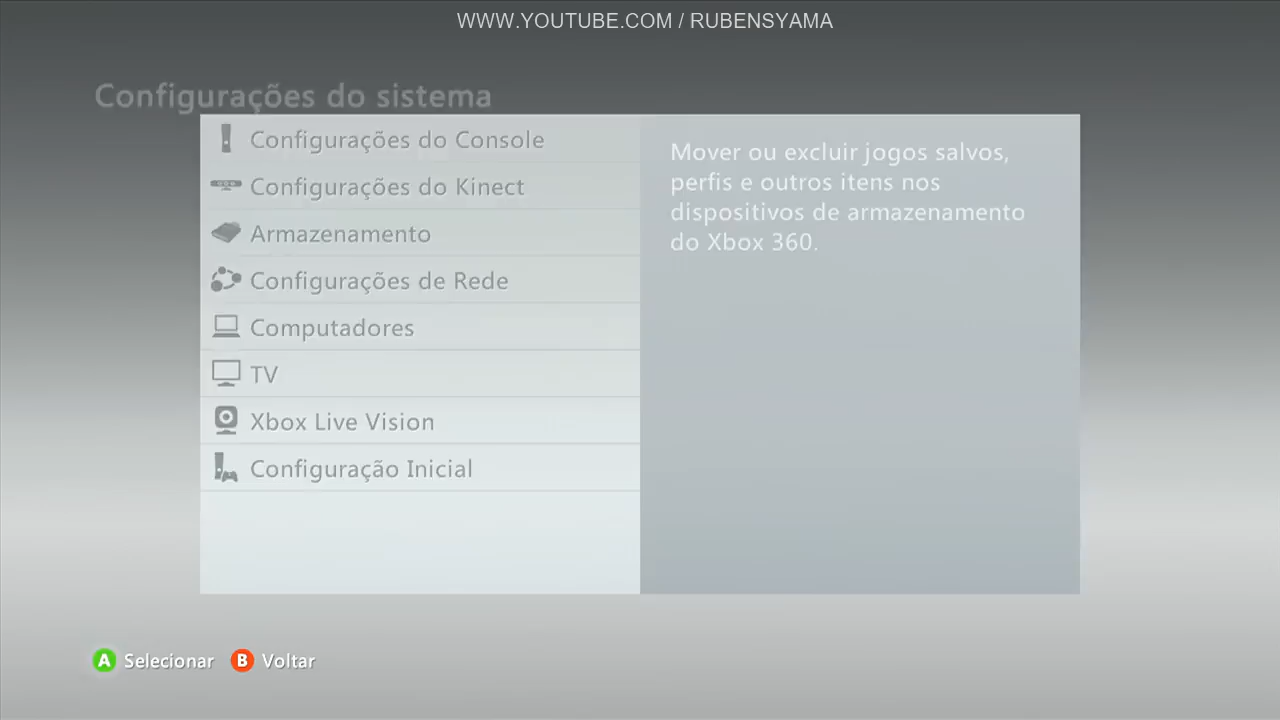 WWW.YOUTUBE.COM / RUBENSYAMA
Configurações do sistema
Configurações do Console
Configurações do Kinect
Armazenamento
Configurações de Rede
Computadores
TV
Xbox Live Vision
Configuração Inicial
Mover ou excluir jogos salvos,
perfis e outros itens nos
dispositivos de armazenamento
do Xbox 360.
A Selecionar B Voltar